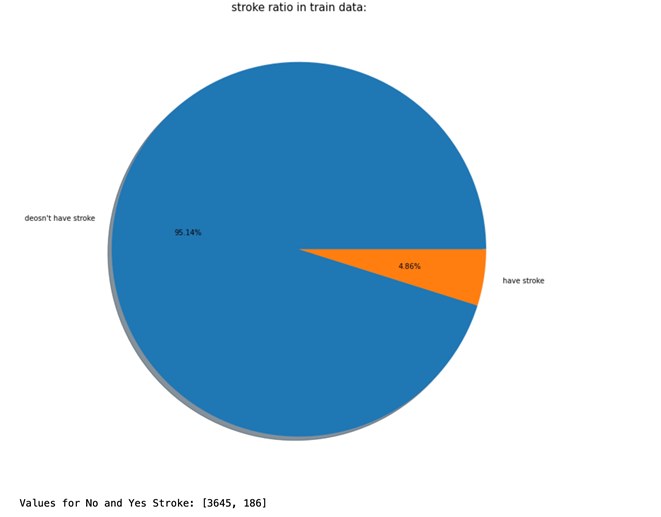 stroke ratio in train data:
deosn't have stroke
95.14%
4.86%
have stroke
Values for No and Yes Stroke: [3645, 186]